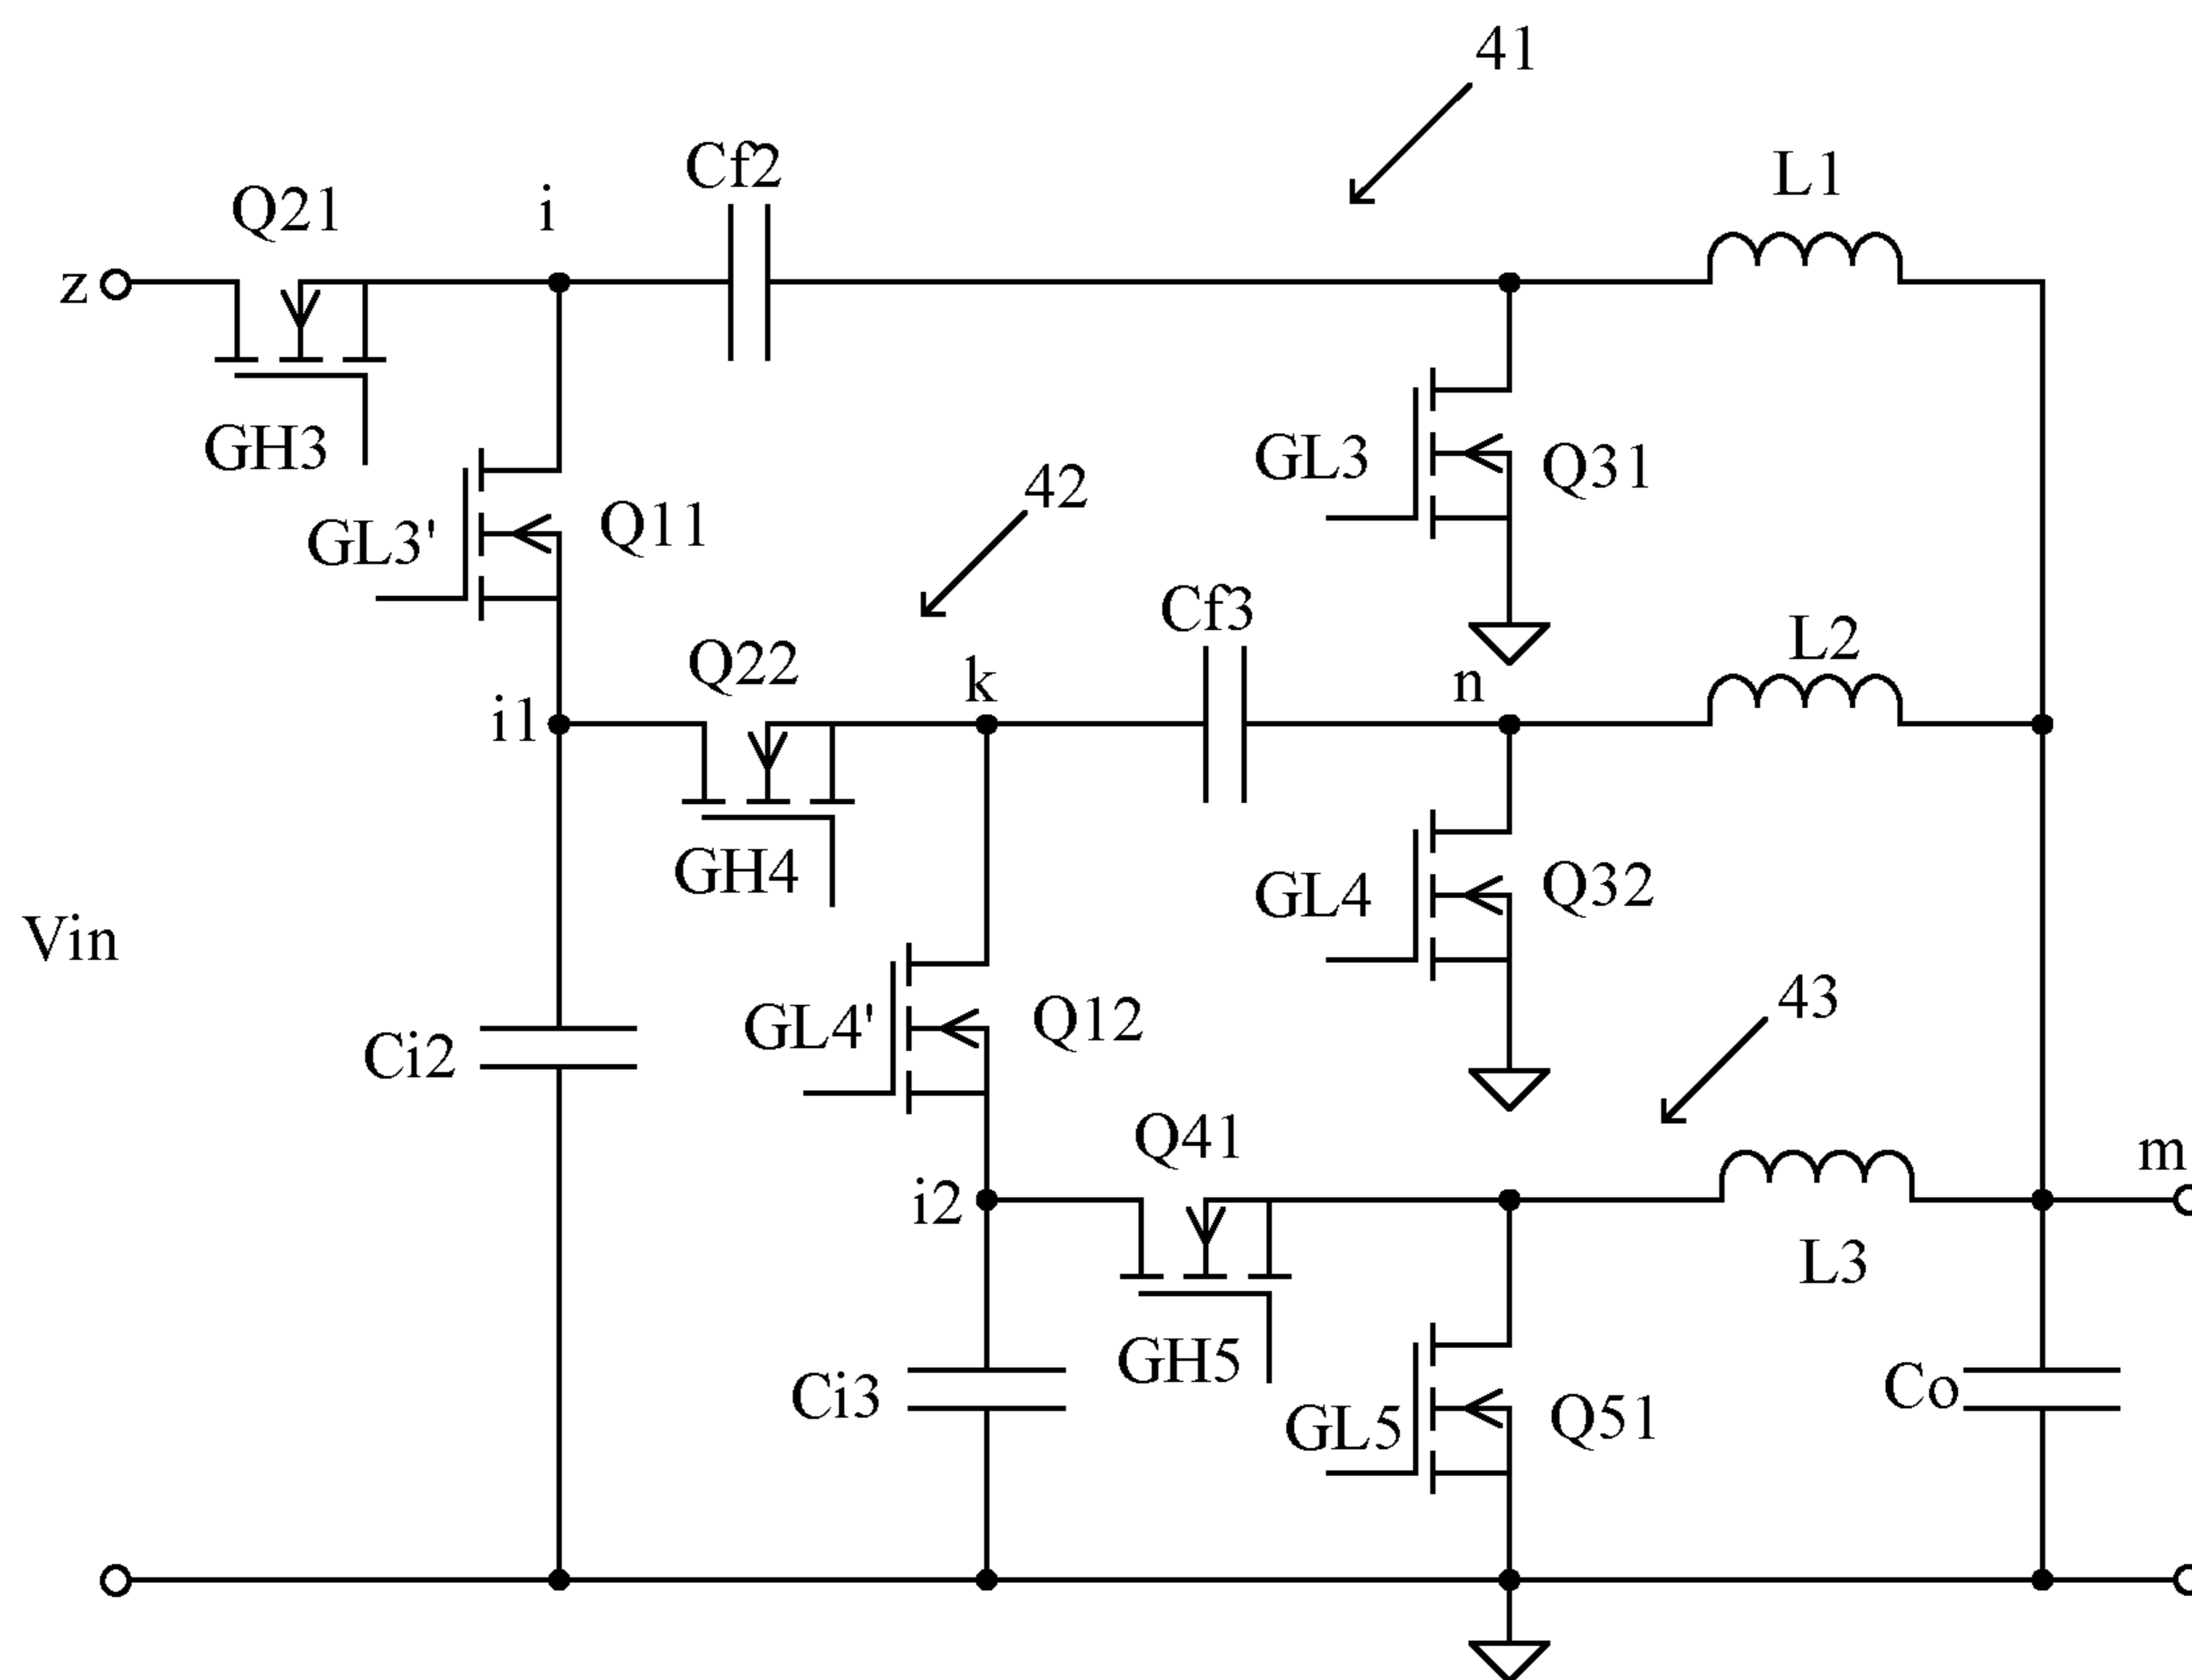 41
Cf2
L1
Q21
i
z
GH3
GL3
Q31
42
Q11
GL3'
Cf3
L2
Q22
k
n
i1
GH4
GL4
Q32
Vin
43
Q12
GL4'
Ci2
Q41
m
i2
L3
GH5
Ci3
Co
GL5
Q51